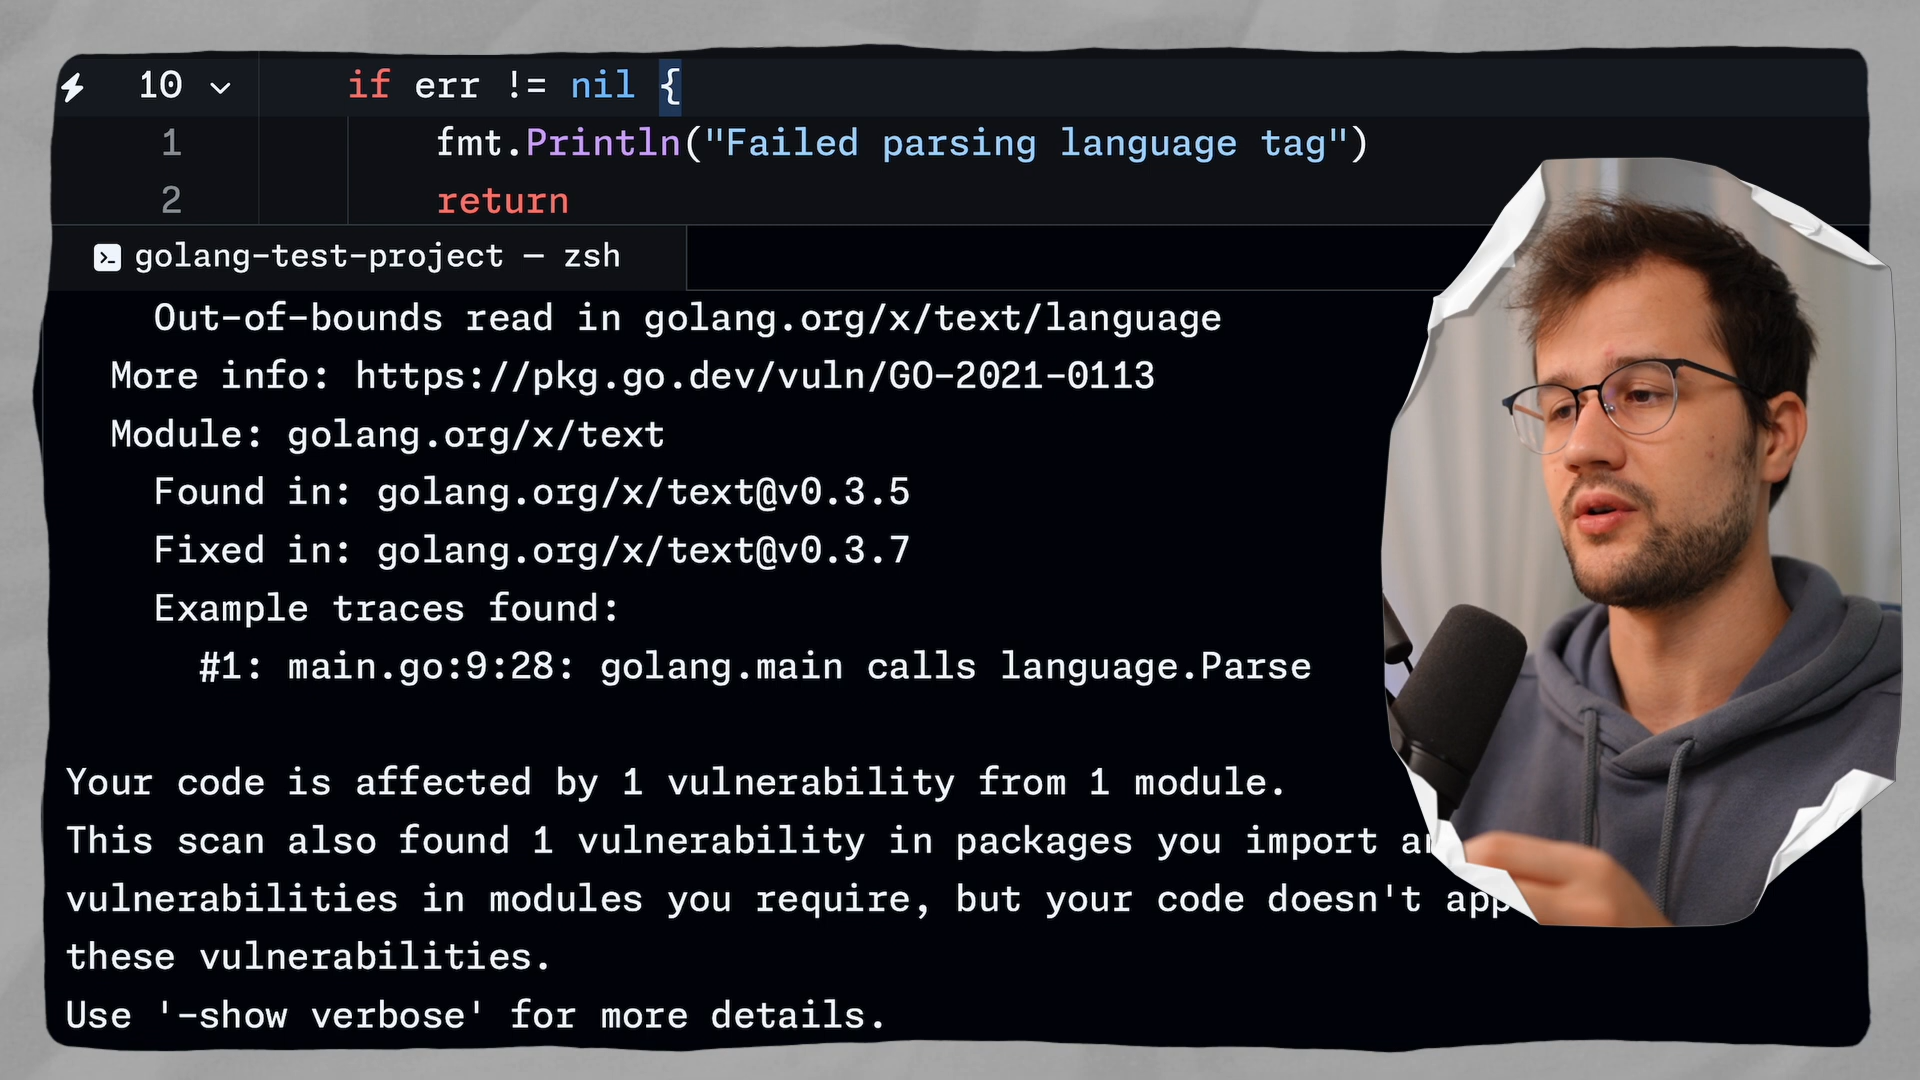 10 if err != nil {
1 fmt.Println("Failed parsing language tag")
2 return
golang-test-project — zsh
Out-of-bounds read in golang.org/x/text/language
More info: https://pkg.go.dev/vuln/GO-2021-0113
Module: golang.org/x/text
Found in: golang.org/x/text@v0.3.5
Fixed in: golang.org/x/text@v0.3.7
Example traces found:
#1: main.go:9:28: golang.main calls language.Parse
Your code is affected by 1 vulnerability from 1 module.
This scan also found 1 vulnerability in packages you import
vulnerabilities in modules you require, but your code doesn't
these vulnerabilities.
Use '-show verbose' for more details.